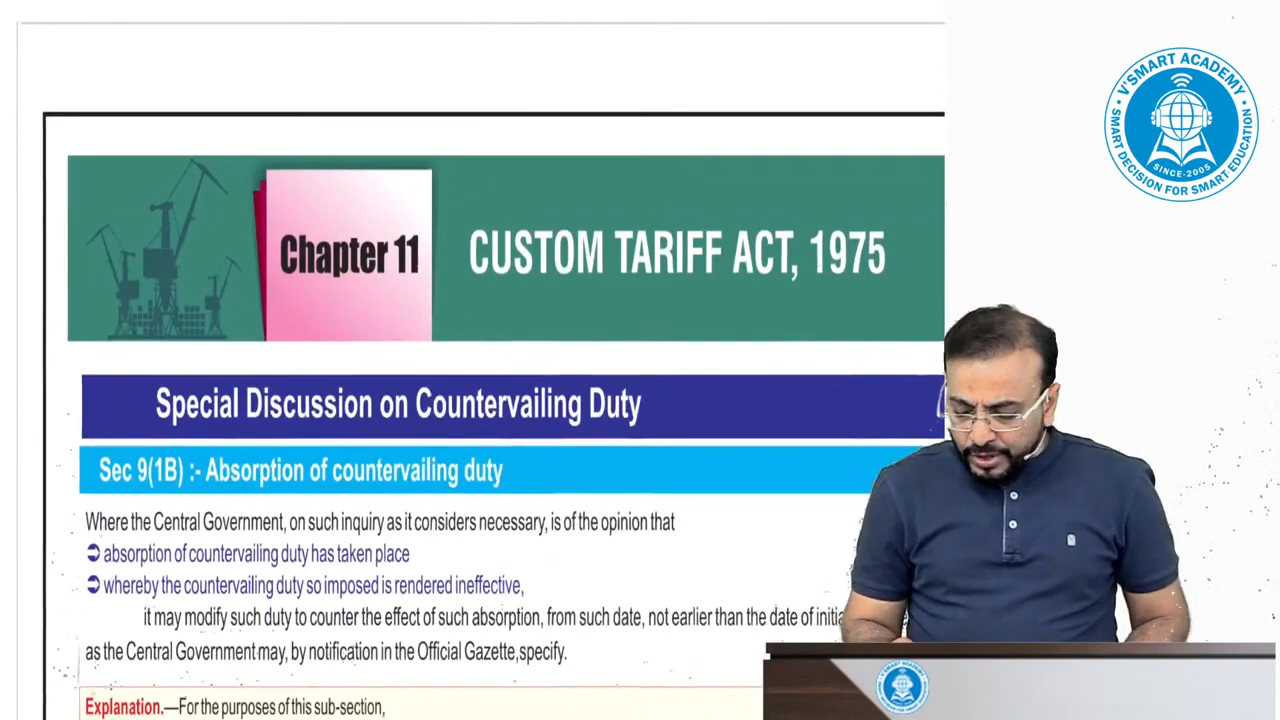 V'SMART ACADEMY
SMART DECISION FOR SMART EDUCATION
SINCE-2005
Chapter 11
CUSTOM TARIFF ACT, 1975
Special Discussion on Countervailing Duty
Sec 9(1B) :- Absorption of countervailing duty
Where the Central Government, on such inquiry as it considers necessary, is of the opinion that
➲ absorption of countervailing duty has taken place
➲ whereby the countervailing duty so imposed is rendered ineffective,
it may modify such duty to counter the effect of such absorption, from such date, not earlier than the date of
as the Central Government may, by notification in the Official Gazette,specify.
Explanation.—For the purposes of this sub-section,